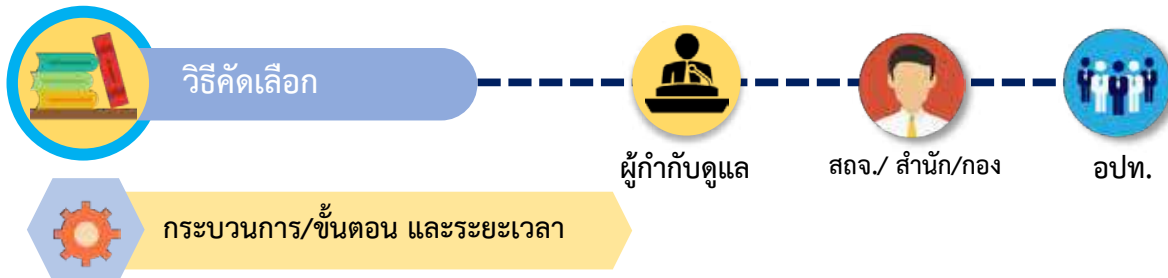 วิธีคัดเลือก
ผู้กำกับดูแล
สถจ./ สำนัก/กอง
อปท.
กระบวนการ/ขั้นตอน และระยะเวลา